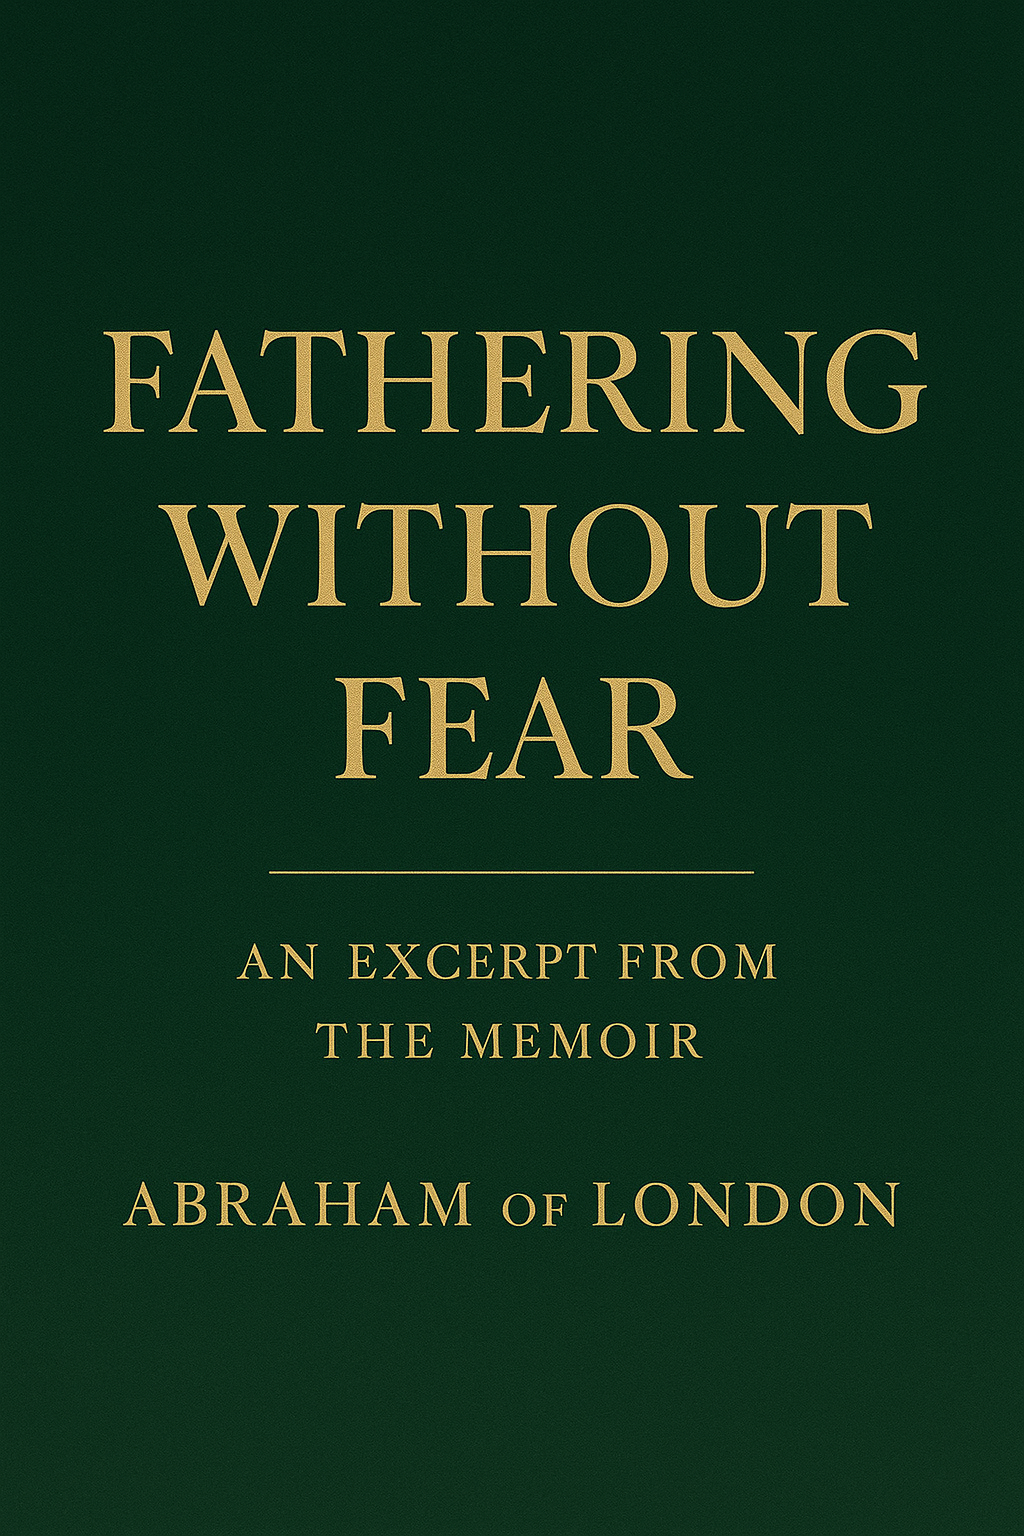 FATHERING
WITHOUT
FEAR
AN EXCERPT FROM
THE MEMOIR
ABRAHAM OF LONDON